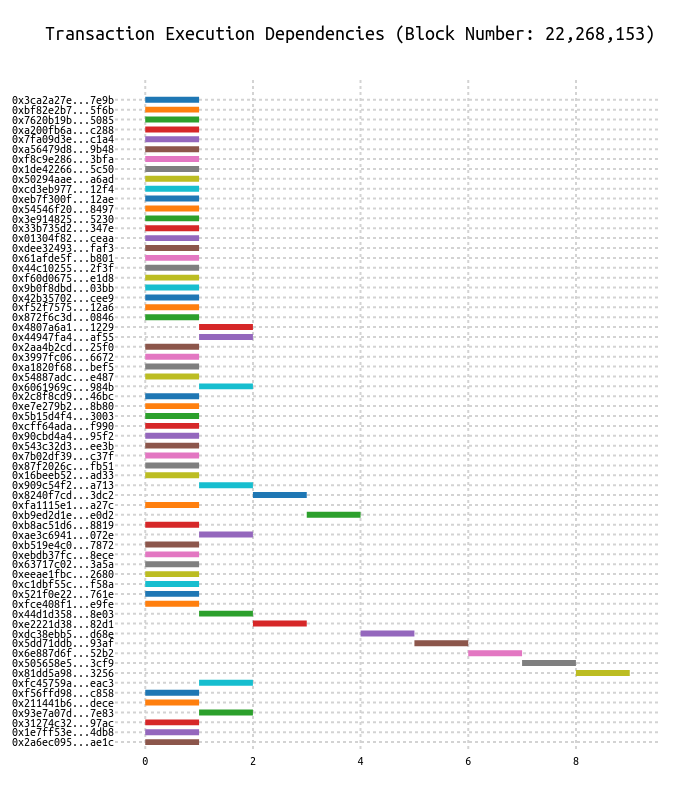 Transaction Execution Dependencies (Block Number: 22,268,153)
0x3ca2a27e...7e9b
0xbf82e2b7...5f6b
0x7620b19b...5085
0xa200fb6a...c288
0x7fa09d3e...c1a4
0xa56479d8...9b48
0xf8c9e286...3bfa
0x1de42266...5c50
0x50294aae...a6ad
0xcd3eb977...12f4
0xeb7f300f...12ae
0x54546f20...8497
0x3e914825...5230
0x33b735d2...347e
0x01304f82...ceaa
0xdee32493...faf3
0x61afde5f...b801
0x44c10255...2f3f
0xf60d0675...e1d8
0x9b0f8dbd...03bb
0x42b35702...cee9
0xf52f7575...12a6
0x872f6c3d...0846
0x4807a6a1...1229
0x44947fa4...af55
0x2aa4b2cd...25f0
0x3997fc06...6672
0xa1820f68...bef5
0x54887adc...e487
0x6061969c...984b
0x2c8f8cd9...46bc
0xe7e279b2...8b80
0x5b15d4f4...3003
0xcff64ada...f990
0x90cbd4a4...95f2
0x543c32d3...ee3b
0x7b02df39...c37f
0x87f2026c...fb51
0x16beeb52...ad33
0x909c54f2...a713
0x8240f7cd...3dc2
0xfa1115e1...a27c
0xb9ed2d1e...e0d2
0xb8ac51d6...8819
0xae3c6941...072e
0xb519e4c0...7872
0xebdb37fc...8ece
0x63717c02...3a5a
0xeeae1fbc...2680
0xc1dbf55c...f58a
0x521f0e22...761e
0xfce408f1...e9fe
0x44d1d358...8e03
0xe2221d38...82d1
0xdc38ebb5...d68e
0x5dd71ddb...93af
0x6e887d6f...52b2
0x505658e5...3cf9
0x81dd5a98...3256
0xfc45759a...eac3
0xf56ffd98...c858
0x211441b6...dece
0x93e7a07d...7e83
0x31274c32...97ac
0x1e7ff53e...4db8
0x2a6ec095...ae1c
0 2 4 6 8